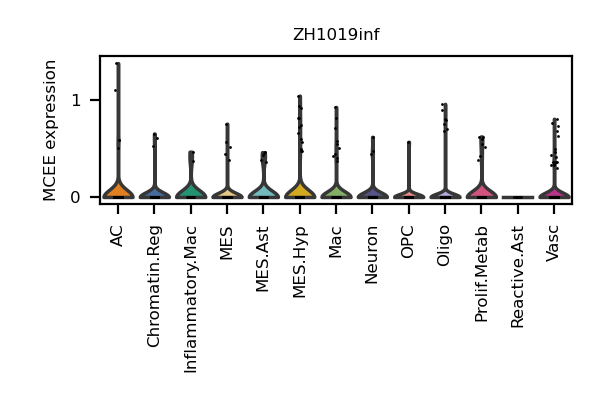 ZH1019inf
MCEE expression
1
0
AC
Chromatin.Reg
Inflammatory.Mac
MES
MES.Ast
MES.Hyp
Mac
Neuron
OPC
Oligo
Prolif.Metab
Reactive.Ast
Vasc